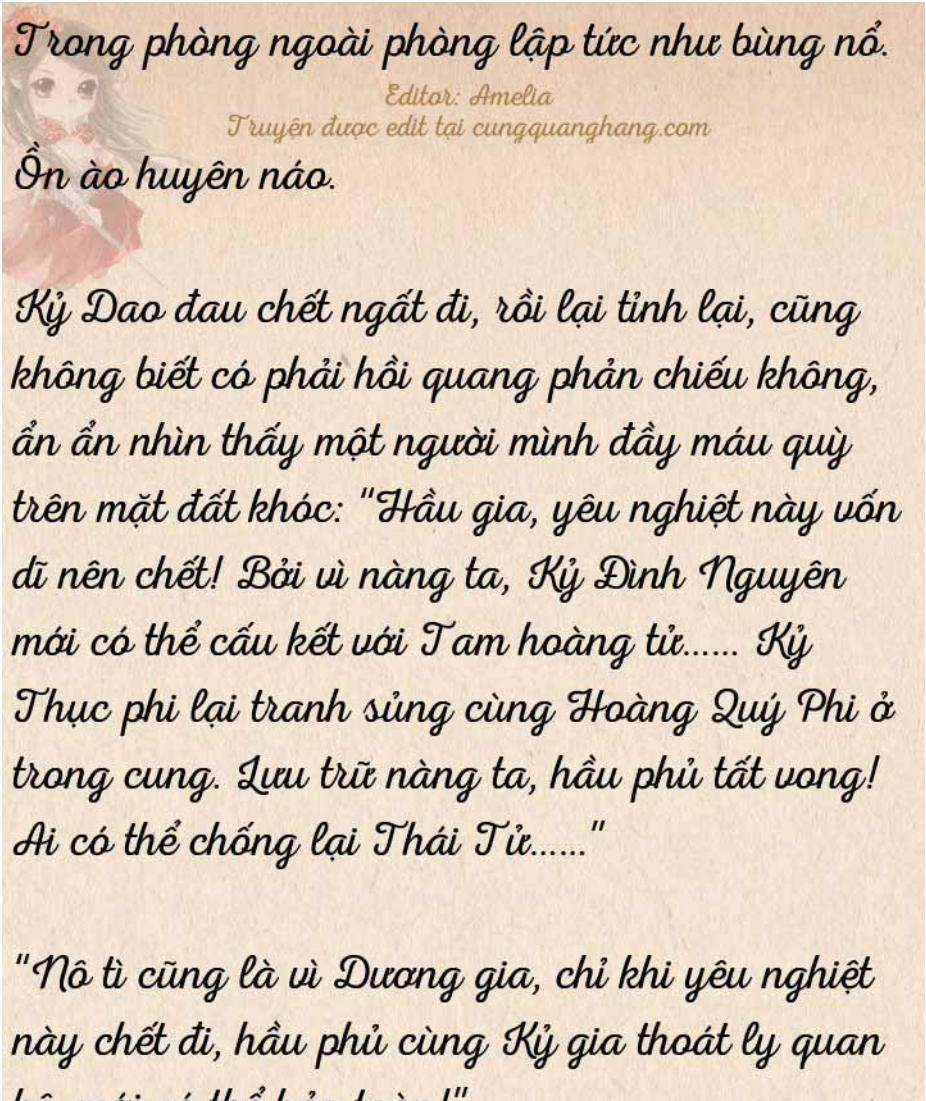 Trong phòng ngoài phòng lập tức như bùng nổ.
Editor: Amelia
Truyện được edit tại cungquanghang.com
Ồn ào huyên náo.
Kỷ Dao đau chết ngất đi, rồi lại tỉnh lại, cũng
không biết có phải hồi quang phản chiếu không,
ẩn ẩn nhìn thấy một người mình đầy máu quỳ
trên mặt đất khóc: "Hầu gia, yêu nghiệt này vốn
dĩ nên chết! Bởi vì nàng ta, Kỷ Đình Nguyên
mới có thể cấu kết với Tam hoàng tử...... Kỷ
Thục phi lại tranh sủng cùng Hoàng Quý Phi ở
trong cung. Lưu trữ nàng ta, hầu phủ tất vong!
Ai có thể chống lại Thái Tử......"
"Nô tì cũng là vì Dương gia, chỉ khi yêu nghiệt
này chết đi, hầu phủ cùng Kỷ gia thoát ly quan